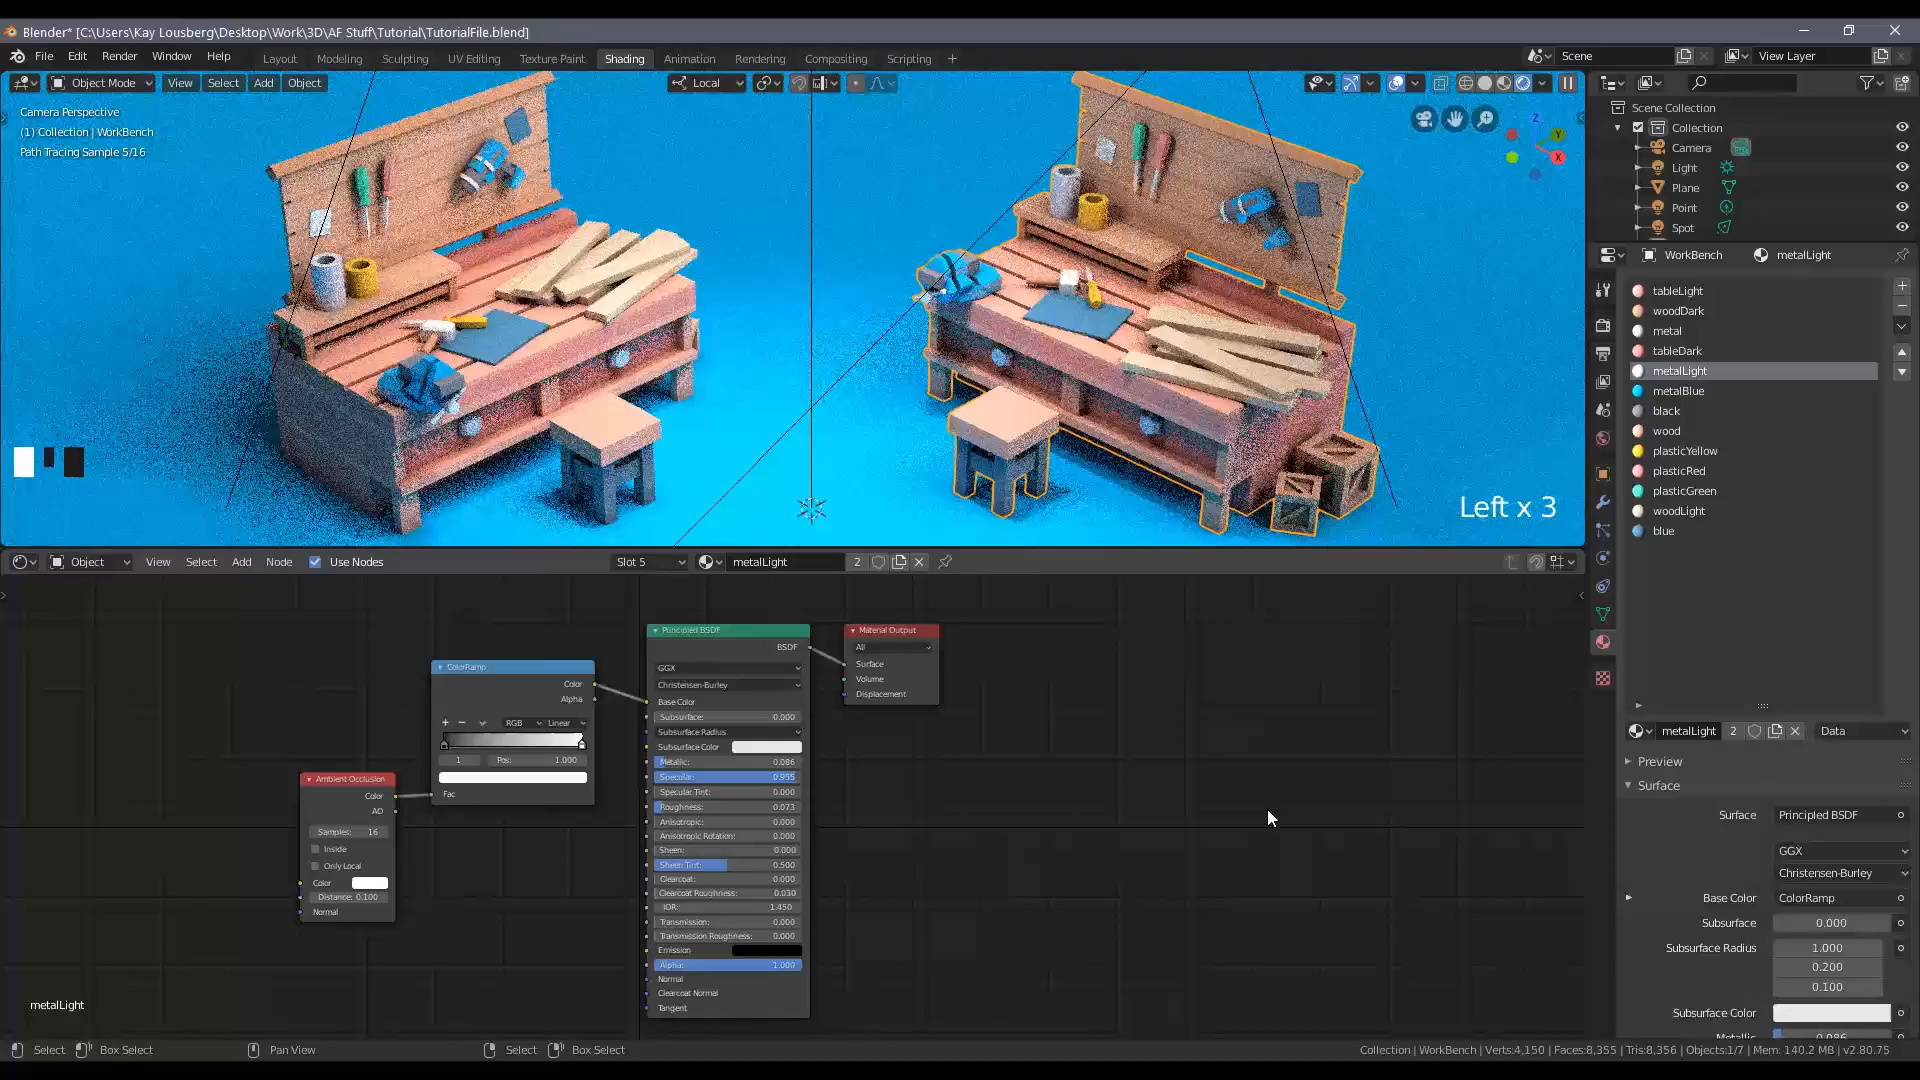 Blender* [C:\Users\Kay Lousberg\Desktop\Work\3D\AF Stuff\Tutorial\TutorialFile.blend]
File Edit Render Window Help Layout Modeling Sculpting UV Editing Texture Paint Shading Animation Rendering Compositing Scripting + Scene View Layer
Object Mode View Select Add Object Local
Camera Perspective
(1) Collection | WorkBench
Path Tracing Sample 5/16
Z
Y
X
Left x 3
Scene Collection
Collection
Camera
Light
Plane
Point
Spot
WorkBench metalLight
tableLight
woodDark
metal
tableDark
metalLight
metalBlue
black
wood
plasticYellow
plasticRed
plasticGreen
woodLight
blue
metalLight 2 Data
Preview
Surface
Surface Principled BSDF
GGX
Christensen-Burley
Base Color ColorRamp
Subsurface 0.000
Subsurface Radius 1.000
0.200
0.100
Subsurface Color
Metallic 0.086
Object View Select Add Node Use Nodes Slot 5 metalLight 2
Ambient Occlusion
Color
AO
Samples: 16
Inside
Only Local
Color
Distance: 0.100
Normal
ColorRamp
Color
Alpha
RGB Linear
1 Pos: 1.000
Fac
Principled BSDF
BSDF
GGX
Christensen-Burley
Base Color
Subsurface: 0.000
Subsurface Radius
Subsurface Color
Metallic: 0.086
Specular: 0.955
Specular Tint: 0.000
Roughness: 0.073
Anisotropic: 0.000
Anisotropic Rotation: 0.000
Sheen: 0.000
Sheen Tint: 0.500
Clearcoat: 0.000
Clearcoat Roughness: 0.030
IOR: 1.450
Transmission: 0.000
Transmission Roughness: 0.000
Emission
Alpha: 1.000
Normal
Clearcoat Normal
Tangent
Material Output
All
Surface
Volume
Displacement
metalLight
Select Box Select Pan View Select Box Select Collection | WorkBench | Verts:4,150 | Faces:8,355 | Tris:8,356 | Objects:1/7 | Mem: 140.2 MB | v2.80.75